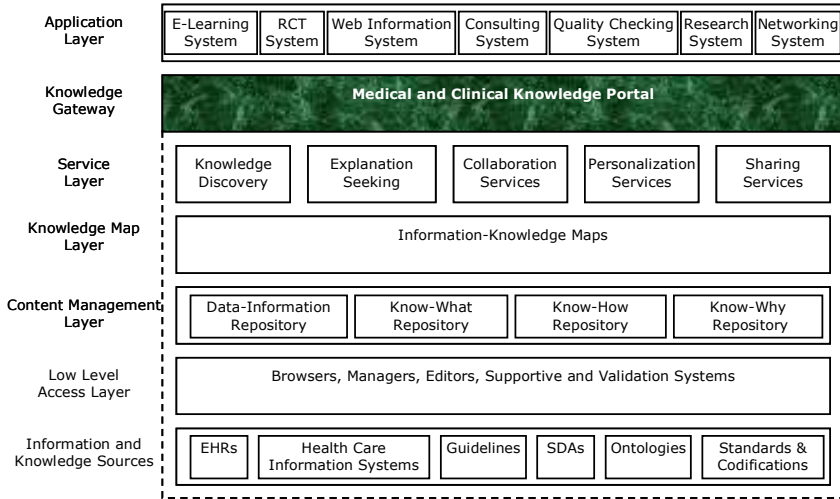 Application
Layer
E-Learning
System
RCT
System
Web Information
System
Consulting
System
Quality Checking
System
Research
System
Networking
System
Knowledge
Gateway
Medical and Clinical Knowledge Portal
Service
Layer
Knowledge
Discovery
Explanation
Seeking
Collaboration
Services
Personalization
Services
Sharing
Services
Knowledge Map
Layer
Information-Knowledge Maps
Content Management
Layer
Data-Information
Repository
Know-What
Repository
Know-How
Repository
Know-Why
Repository
Low Level
Access Layer
Browsers, Managers, Editors, Supportive and Validation Systems
Information and
Knowledge Sources
EHRs
Health Care
Information Systems
Guidelines
SDAs
Ontologies
Standards &
Codifications